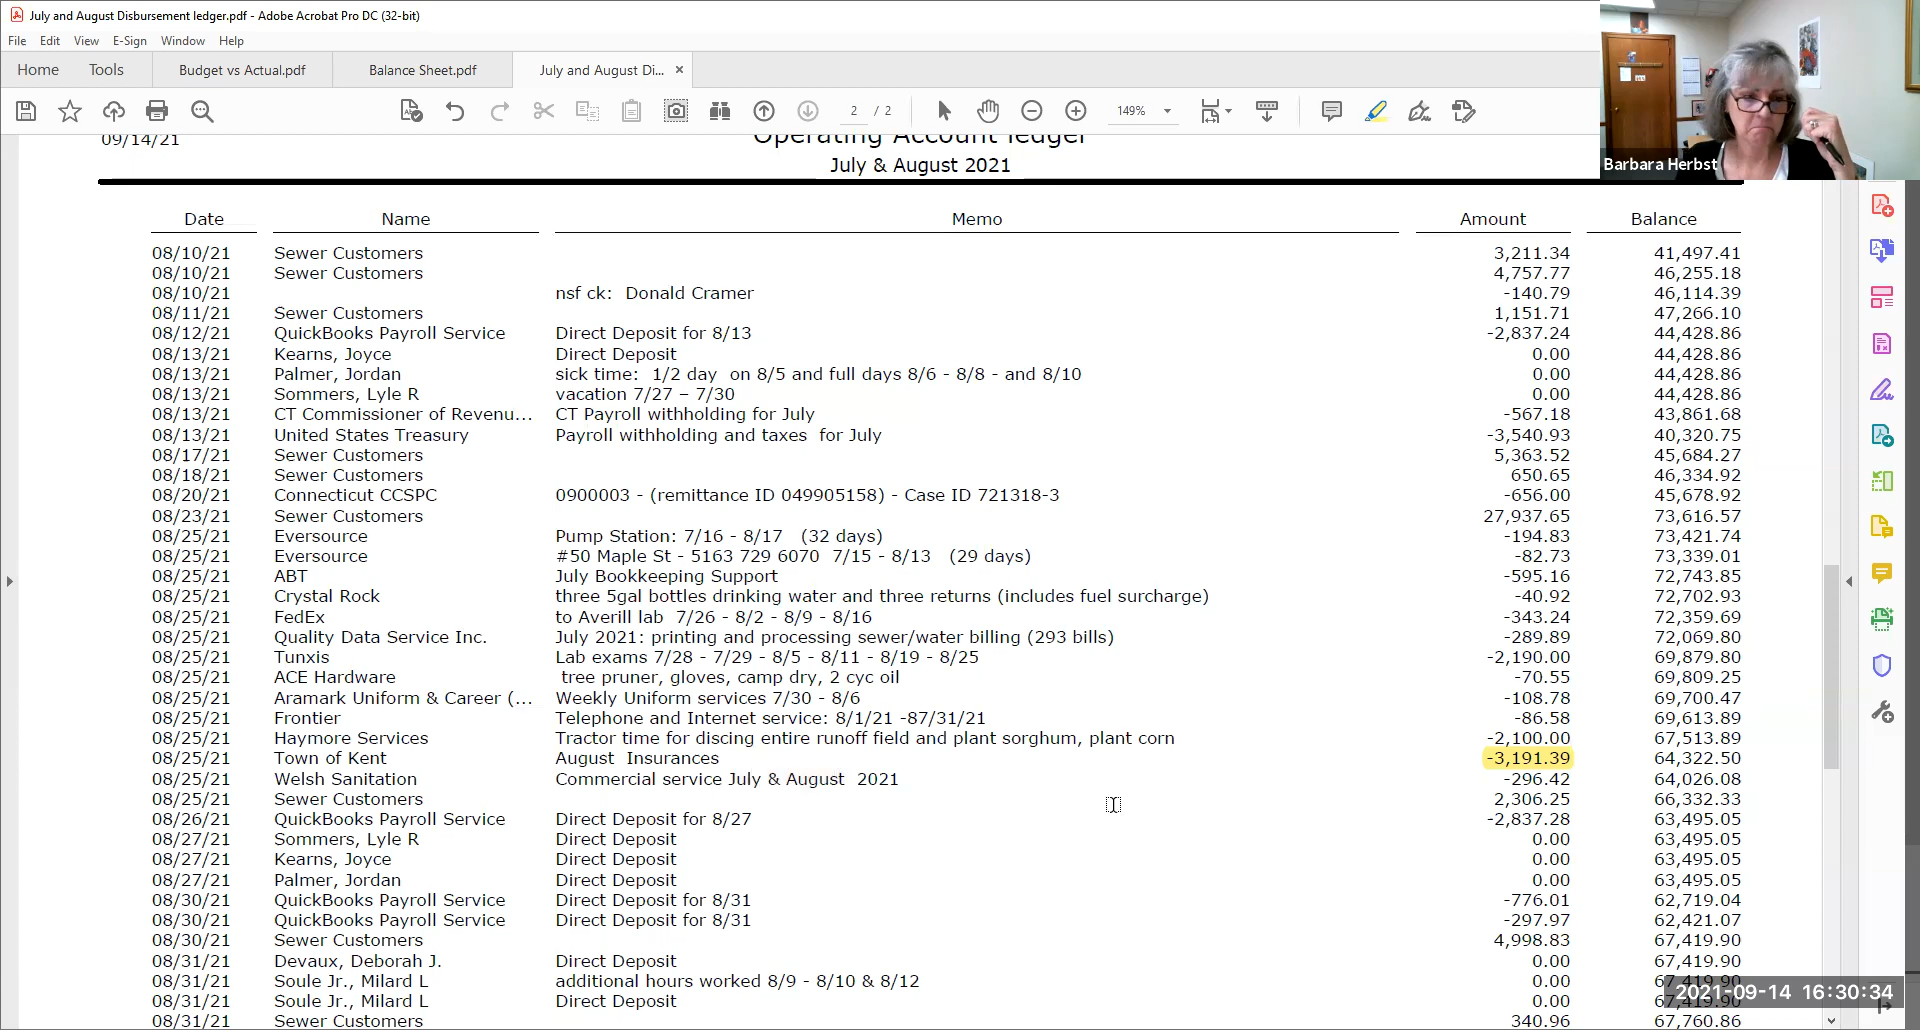 July and August Disbursement ledger.pdf - Adobe Acrobat Pro DC (32-bit)
File Edit View E-Sign Window Help
Home Tools Budget vs Actual.pdf Balance Sheet.pdf July and August Di... ×
2 / 2 149%
Barbara Herbst
09/14/21 Operating Account ledger
July & August 2021
Date Name Memo Amount Balance
08/10/21 Sewer Customers 3,211.34 41,497.41
08/10/21 Sewer Customers 4,757.77 46,255.18
08/10/21 nsf ck: Donald Cramer -140.79 46,114.39
08/11/21 Sewer Customers 1,151.71 47,266.10
08/12/21 QuickBooks Payroll Service Direct Deposit for 8/13 -2,837.24 44,428.86
08/13/21 Kearns, Joyce Direct Deposit 0.00 44,428.86
08/13/21 Palmer, Jordan sick time: 1/2 day on 8/5 and full days 8/6 - 8/8 - and 8/10 0.00 44,428.86
08/13/21 Sommers, Lyle R vacation 7/27 – 7/30 0.00 44,428.86
08/13/21 CT Commissioner of Revenu... CT Payroll withholding for July -567.18 43,861.68
08/13/21 United States Treasury Payroll withholding and taxes for July -3,540.93 40,320.75
08/17/21 Sewer Customers 5,363.52 45,684.27
08/18/21 Sewer Customers 650.65 46,334.92
08/20/21 Connecticut CCSPC 0900003 - (remittance ID 049905158) - Case ID 721318-3 -656.00 45,678.92
08/23/21 Sewer Customers 27,937.65 73,616.57
08/25/21 Eversource Pump Station: 7/16 - 8/17 (32 days) -194.83 73,421.74
08/25/21 Eversource #50 Maple St - 5163 729 6070 7/15 - 8/13 (29 days) -82.73 73,339.01
08/25/21 ABT July Bookkeeping Support -595.16 72,743.85
08/25/21 Crystal Rock three 5gal bottles drinking water and three returns (includes fuel surcharge) -40.92 72,702.93
08/25/21 FedEx to Averill lab 7/26 - 8/2 - 8/9 - 8/16 -343.24 72,359.69
08/25/21 Quality Data Service Inc. July 2021: printing and processing sewer/water billing (293 bills) -289.89 72,069.80
08/25/21 Tunxis Lab exams 7/28 - 7/29 - 8/5 - 8/11 - 8/19 - 8/25 -2,190.00 69,879.80
08/25/21 ACE Hardware tree pruner, gloves, camp dry, 2 cyc oil -70.55 69,809.25
08/25/21 Aramark Uniform & Career (... Weekly Uniform services 7/30 - 8/6 -108.78 69,700.47
08/25/21 Frontier Telephone and Internet service: 8/1/21 -87/31/21 -86.58 69,613.89
08/25/21 Haymore Services Tractor time for discing entire runoff field and plant sorghum, plant corn -2,100.00 67,513.89
08/25/21 Town of Kent August Insurances -3,191.39 64,322.50
08/25/21 Welsh Sanitation Commercial service July & August 2021 -296.42 64,026.08
08/25/21 Sewer Customers 2,306.25 66,332.33
08/26/21 QuickBooks Payroll Service Direct Deposit for 8/27 -2,837.28 63,495.05
08/27/21 Sommers, Lyle R Direct Deposit 0.00 63,495.05
08/27/21 Kearns, Joyce Direct Deposit 0.00 63,495.05
08/27/21 Palmer, Jordan Direct Deposit 0.00 63,495.05
08/30/21 QuickBooks Payroll Service Direct Deposit for 8/31 -776.01 62,719.04
08/30/21 QuickBooks Payroll Service Direct Deposit for 8/31 -297.97 62,421.07
08/30/21 Sewer Customers 4,998.83 67,419.90
08/31/21 Devaux, Deborah J. Direct Deposit 0.00 67,419.90
08/31/21 Soule Jr., Milard L additional hours worked 8/9 - 8/10 & 8/12 0.00 67,419.90
08/31/21 Soule Jr., Milard L Direct Deposit 0.00
08/31/21 Sewer Customers 340.96 67,760.86
2021-09-14 16:30:34